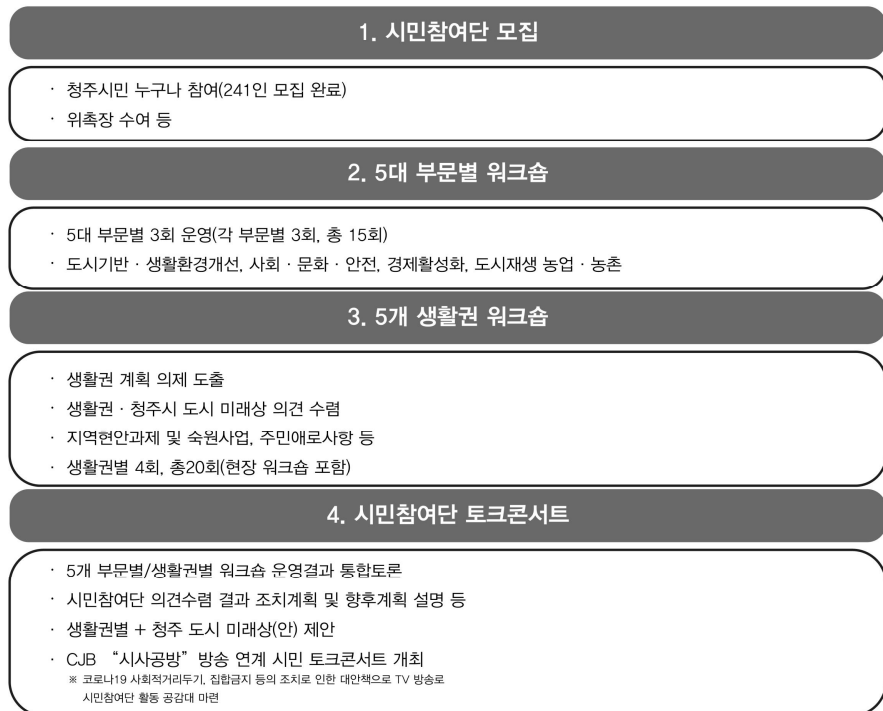 1. 시민참여단 모집
· 청주시민 누구나 참여(241인 모집 완료)
· 위촉장 수여 등
2. 5대 부문별 워크숍
· 5대 부문별 3회 운영(각 부문별 3회, 총 15회)
· 도시기반 · 생활환경개선, 사회 · 문화 · 안전, 경제활성화, 도시재생 농업 · 농촌
3. 5개 생활권 워크숍
· 생활권 계획 의제 도출
· 생활권 · 청주시 도시 미래상 의견 수렴
· 지역현안과제 및 숙원사업, 주민애로사항 등
· 생활권별 4회, 총20회(현장 워크숍 포함)
4. 시민참여단 토크콘서트
· 5개 부문별/생활권별 워크숍 운영결과 통합토론
· 시민참여단 의견수렴 결과 조치계획 및 향후계획 설명 등
· 생활권별 + 청주 도시 미래상(안) 제안
· CJB “시사공방” 방송 연계 시민 토크콘서트 개최
※ 코로나19 사회적거리두기, 집합금지 등의 조치로 인한 대안책으로 TV 방송로
시민참여단 활동 공감대 마련